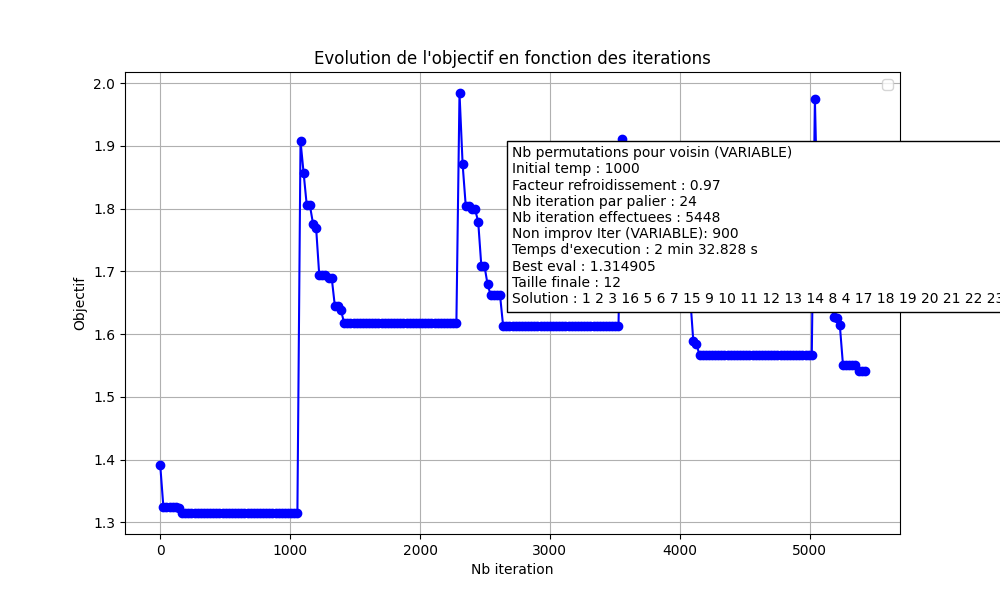 Evolution de l'objectif en fonction des iterations
2.0
1.9
1.8
1.7
1.6
1.5
1.4
1.3
Objectif
Nb permutations pour voisin (VARIABLE)
Initial temp : 1000
Facteur refroidissement : 0.97
Nb iteration par palier : 24
Nb iteration effectuees : 5448
Non improv Iter (VARIABLE): 900
Temps d'execution : 2 min 32.828 s
Best eval : 1.314905
Taille finale : 12
Solution : 1 2 3 16 5 6 7 15 9 10 11 12 13 14 8 4 17 18 19 20 21 22 23
0 1000 2000 3000 4000 5000
Nb iteration